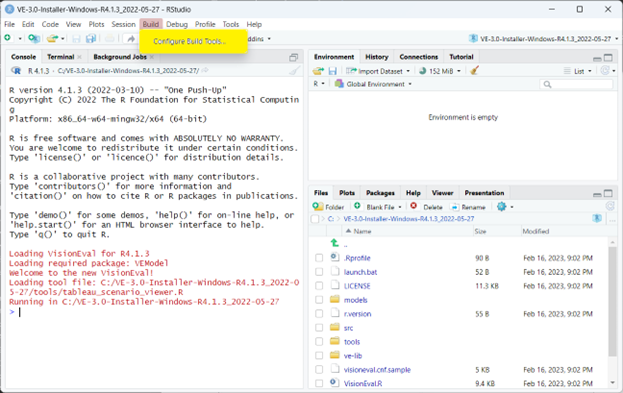 VE-3.0-Installer-Windows-R4.1.3_2022-05-27 - RStudio
File Edit Code View Plots Session Build Debug Profile Tools Help
Configure Build Tools...
Addins
VE-3.0-Installer-Windows-R4.1.3_2022-05-27
Console Terminal Background Jobs
R 4.1.3 · C:/VE-3.0-Installer-Windows-R4.1.3_2022-05-27/
R version 4.1.3 (2022-03-10) -- "One Push-Up"
Copyright (C) 2022 The R Foundation for Statistical Computin
g
Platform: x86_64-w64-mingw32/x64 (64-bit)
R is free software and comes with ABSOLUTELY NO WARRANTY.
You are welcome to redistribute it under certain conditions.
Type 'license()' or 'licence()' for distribution details.
R is a collaborative project with many contributors.
Type 'contributors()' for more information and
'citation()' on how to cite R or R packages in publications.
Type 'demo()' for some demos, 'help()' for on-line help, or
'help.start()' for an HTML browser interface to help.
Type 'q()' to quit R.
Loading VisionEval for R4.1.3
Loading required package: VEModel
Welcome to the new VisionEval!
Loading tool file: C:/VE-3.0-Installer-Windows-R4.1.3_2022-0
5-27/tools/tableau_scenario_viewer.R
Running in C:/VE-3.0-Installer-Windows-R4.1.3_2022-05-27
>
Environment History Connections Tutorial
Import Dataset 152 MiB List
R Global Environment
Environment is empty
Files Plots Packages Help Viewer Presentation
Folder Blank File Delete Rename
C: VE-3.0-Installer-Windows-R4.1.3_2022-05-27
Name Size Modified
..
.Rprofile 90 B Feb 16, 2023, 9:02 PM
launch.bat 52 B Feb 16, 2023, 9:02 PM
LICENSE 11.3 KB Feb 16, 2023, 9:02 PM
models
r.version 55 B Feb 16, 2023, 9:02 PM
src
tools
ve-lib
visioneval.cnf.sample 5 KB Feb 16, 2023, 9:02 PM
VisionEval.R 9.4 KB Feb 16, 2023, 9:02 PM